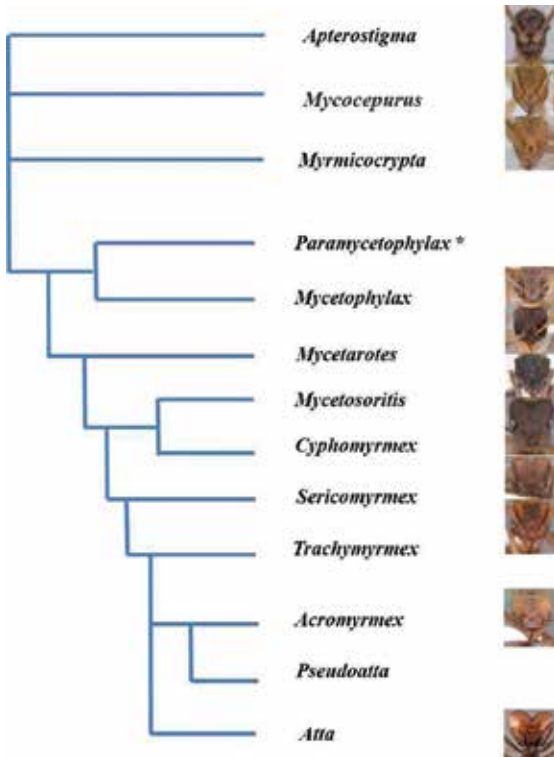 Apterostigma
Mycocepurus
Myrmicocrypta
Paramycetophylax *
Mycetophylax
Mycetarotes
Mycetosoritis
Cyphomyrmex
Sericomyrmex
Trachymyrmex
Acromyrmex
Pseudoatta
Atta